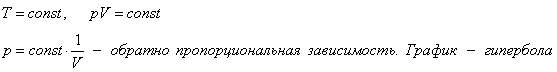 T = const, pV = const
p = const · 1/V – обратно пропорциональная зависимость. График – гипербола